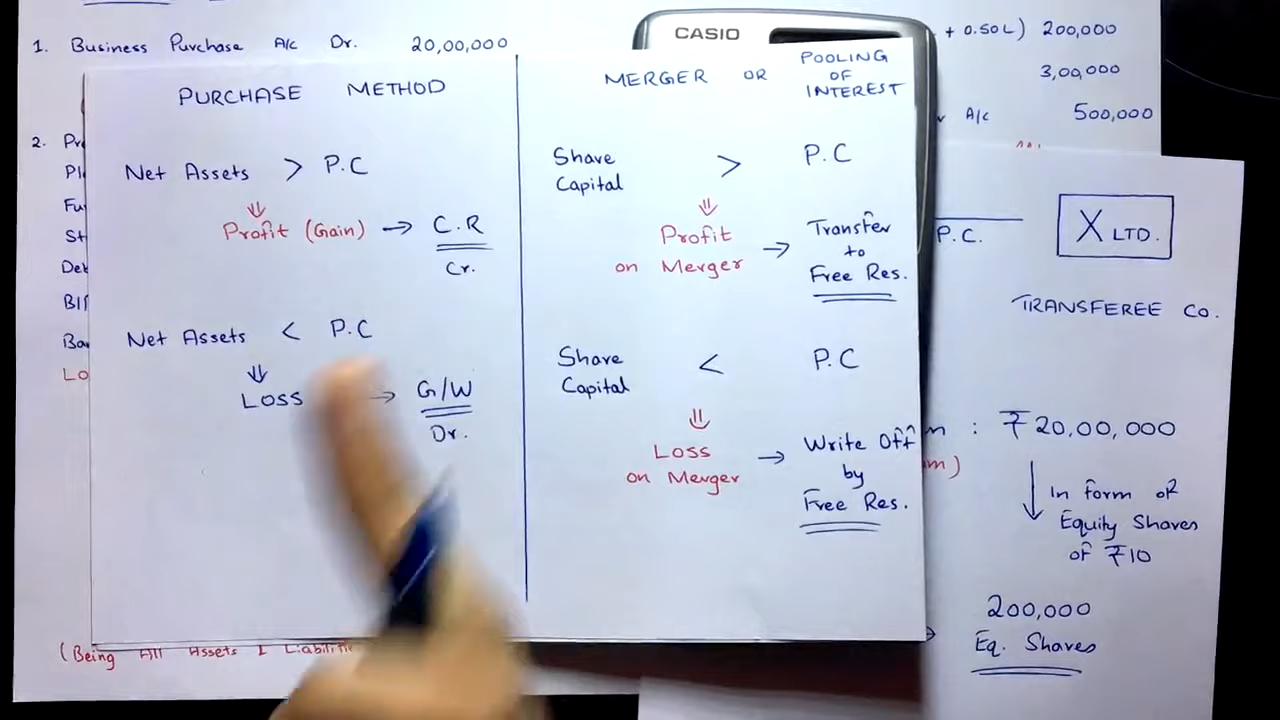 1. Business Purchase A/c Dr. 20,00,000
CASIO
+ 0.50L) 200,000
3,00,000
A/c 500,000
PURCHASE METHOD
Net Assets > P.C
⇓
Profit (Gain) → C.R
Cr.
Net Assets < P.C
⇓
Loss → G/W
Dr.
MERGER OR POOLING
OF
INTEREST
Share
Capital > P.C
⇓
Profit
on Merger → Transfer
to
Free Res.
Share
Capital < P.C
⇓
Loss
on Merger → Write Off
by
Free Res.
2.
P.C.
X LTD.
TRANSFEREE CO.
: ₹20,00,000
In form of
Equity Shares
of ₹10
200,000
Eq. Shares
(Being All Assets & Liabilities